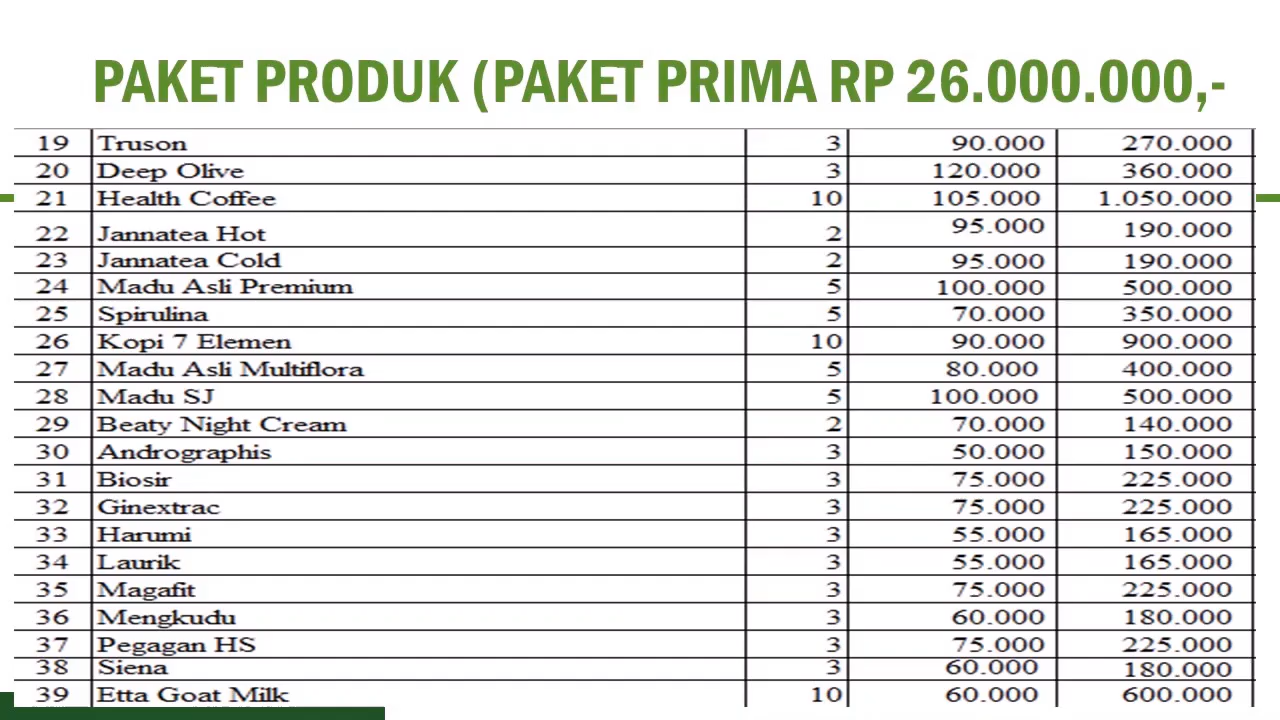 PAKET PRODUK (PAKET PRIMA RP 26.000.000,-
19 Truson 3 90.000 270.000
20 Deep Olive 3 120.000 360.000
21 Health Coffee 10 105.000 1.050.000
22 Jannatea Hot 2 95.000 190.000
23 Jannatea Cold 2 95.000 190.000
24 Madu Asli Premium 5 100.000 500.000
25 Spirulina 5 70.000 350.000
26 Kopi 7 Elemen 10 90.000 900.000
27 Madu Asli Multiflora 5 80.000 400.000
28 Madu SJ 5 100.000 500.000
29 Beaty Night Cream 2 70.000 140.000
30 Andrographis 3 50.000 150.000
31 Biosir 3 75.000 225.000
32 Ginextrac 3 75.000 225.000
33 Harumi 3 55.000 165.000
34 Laurik 3 55.000 165.000
35 Magafit 3 75.000 225.000
36 Mengkudu 3 60.000 180.000
37 Pegagan HS 3 75.000 225.000
38 Siena 3 60.000 180.000
39 Etta Goat Milk 10 60.000 600.000